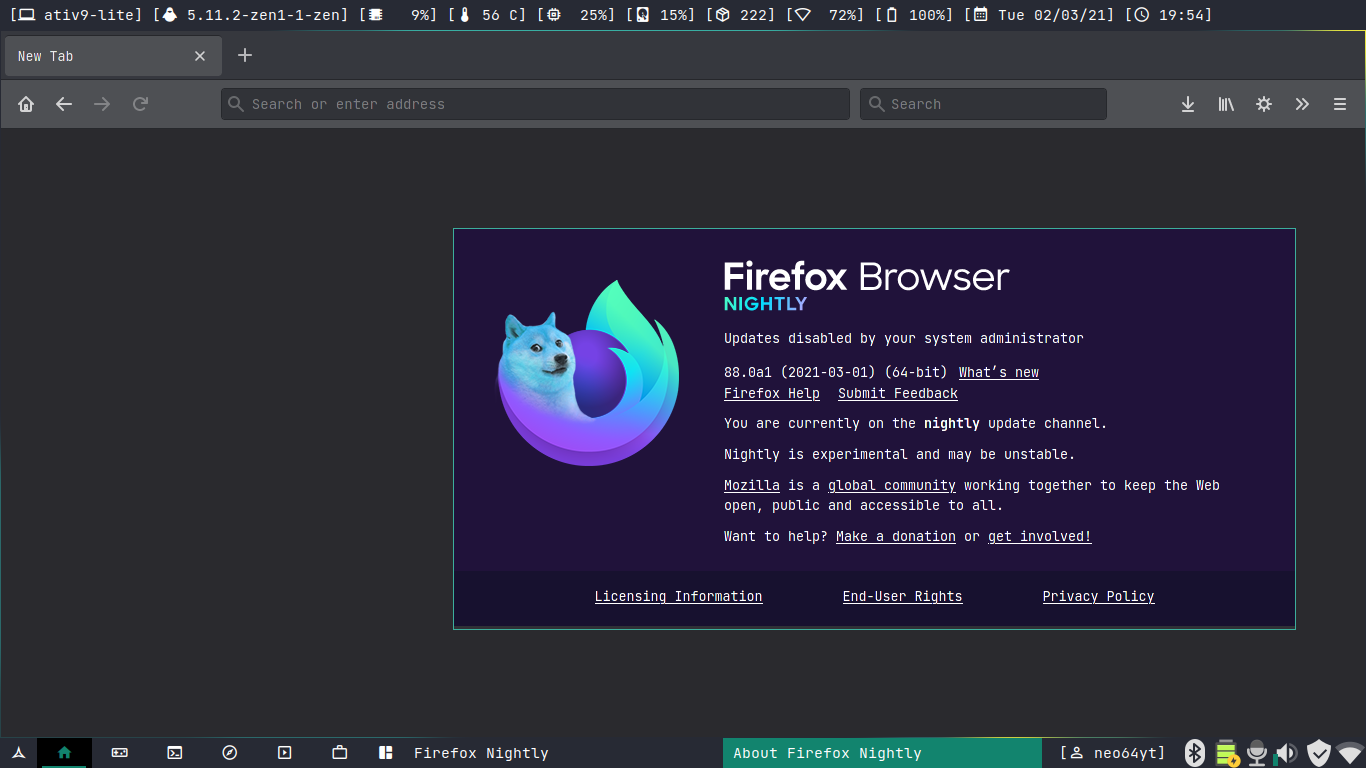 [ ativ9-lite] [ 5.11.2-zen1-1-zen] [ 9%] [ 56 C] [ 25%] [ 15%] [ 222] [ 72%] [ 100%] [ Tue 02/03/21] [ 19:54]
New Tab
Search or enter address
Search
Firefox Browser
NIGHTLY
Updates disabled by your system administrator
88.0a1 (2021-03-01) (64-bit) What's new
Firefox Help Submit Feedback
You are currently on the nightly update channel.
Nightly is experimental and may be unstable.
Mozilla is a global community working together to keep the Web
open, public and accessible to all.
Want to help? Make a donation or get involved!
Licensing Information End-User Rights Privacy Policy
Firefox Nightly About Firefox Nightly [ neo64yt]